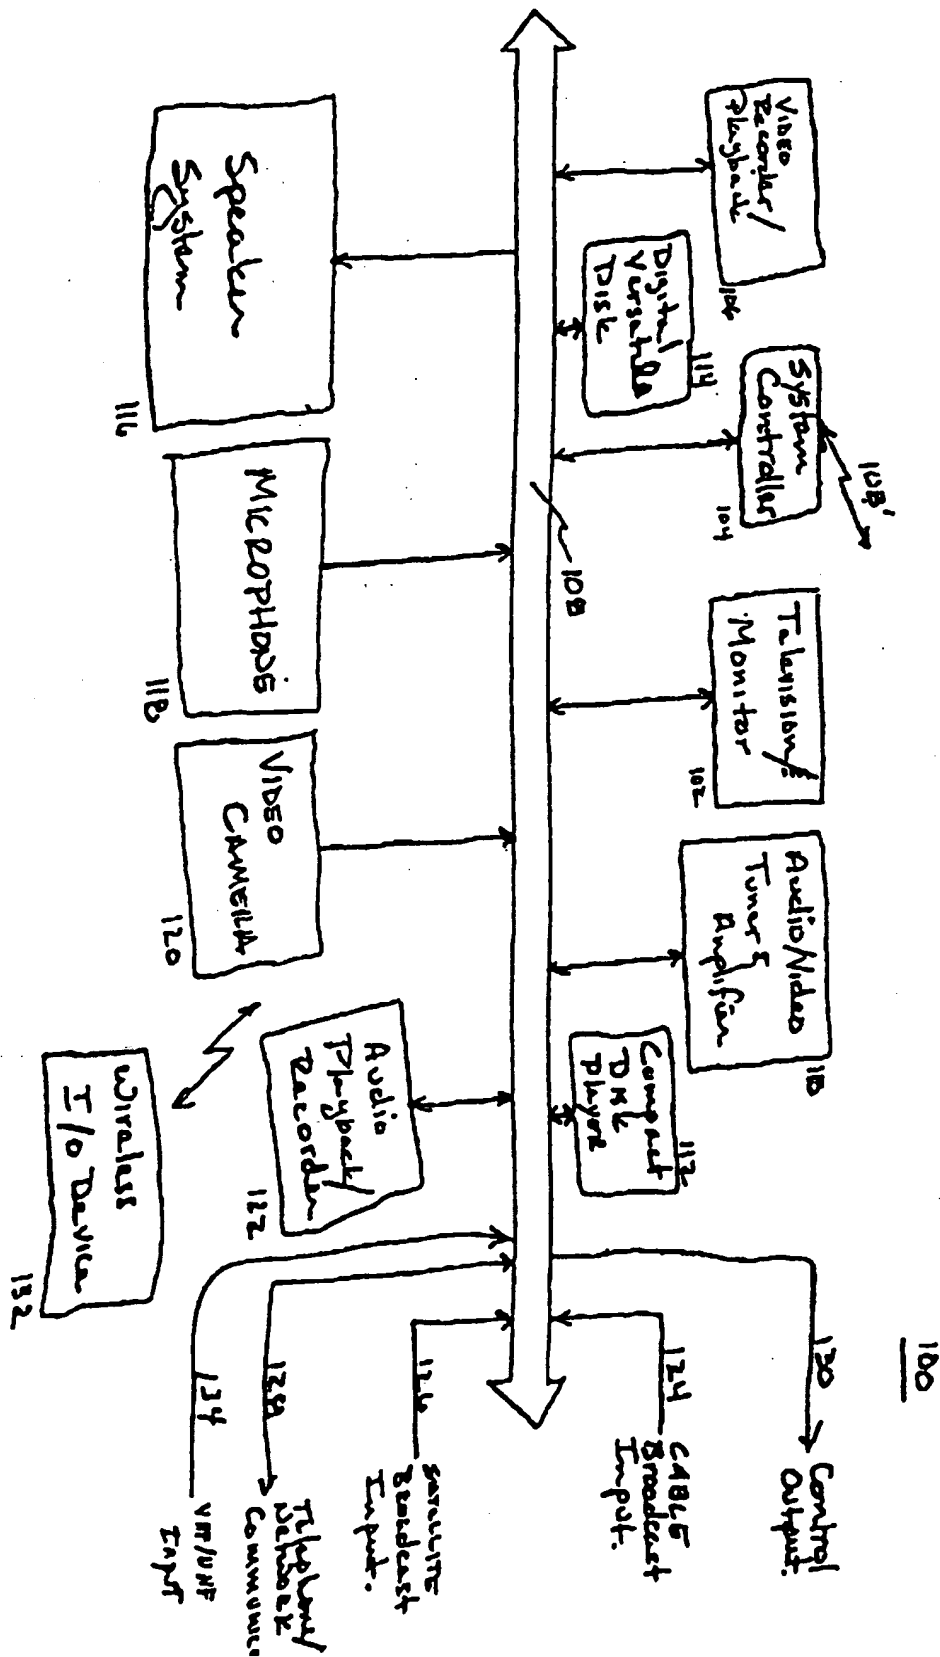 100
VIDEO
Recorder/
Playback
106
System
Controller
104
108'
Television/
Monitor
102
Audio/Video
Tuner &
Amplifier
110
Digital
Versatile
Disk
114
Compact
Disk
Player
112
108
130
Control
Output.
124
CABLE
Broadcast
Input.
126
SATELLITE
Broadcast
Input.
128
Telephone/
Network
134
VHF/UHF
Input
Speaker
System
116
MICROPHONE
118
VIDEO
CAMERA
120
Audio
Playback/
Recorder
122
Wireless
I/O Device
132